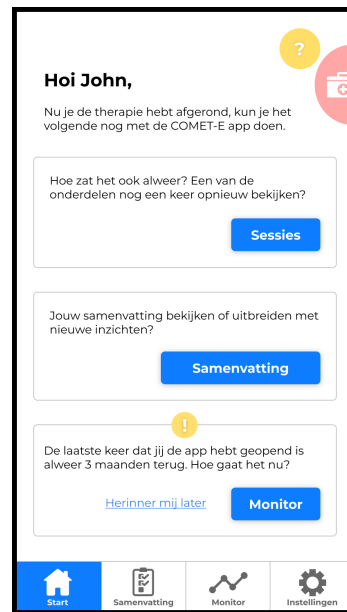 ?
Hoi John,
Nu je de therapie hebt afgerond, kun je het
volgende nog met de COMET-E app doen.
Hoe zat het ook alweer? Een van de
onderdelen nog een keer opnieuw bekijken?
Sessies
Jouw samenvatting bekijken of uitbreiden met
nieuwe inzichten?
Samenvatting
!
De laatste keer dat jij de app hebt geopend is
alweer 3 maanden terug. Hoe gaat het nu?
Herinner mij later
Monitor
Start
Samenvatting
Monitor
Instellingen